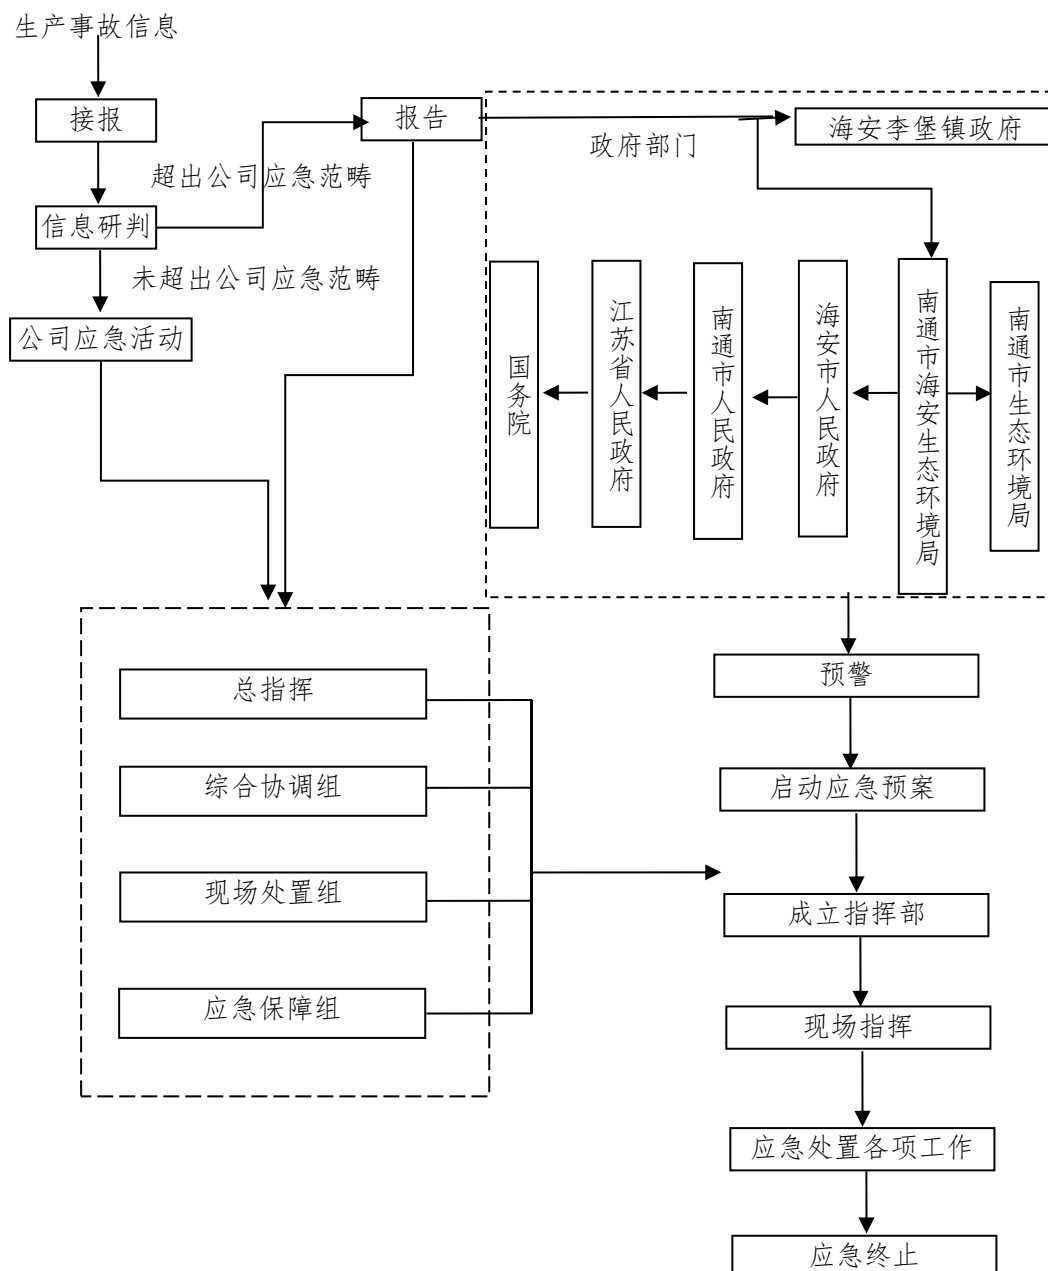 生产事故信息
接报
报告
海安李堡镇政府
政府部门
超出公司应急范畴
信息研判
未超出公司应急范畴
公司应急活动
国务院
江苏省人民政府
南通市人民政府
海安市人民政府
南通市海安生态环境局
南通市生态环境局
总指挥
综合协调组
现场处置组
应急保障组
预警
启动应急预案
成立指挥部
现场指挥
应急处置各项工作
应急终止